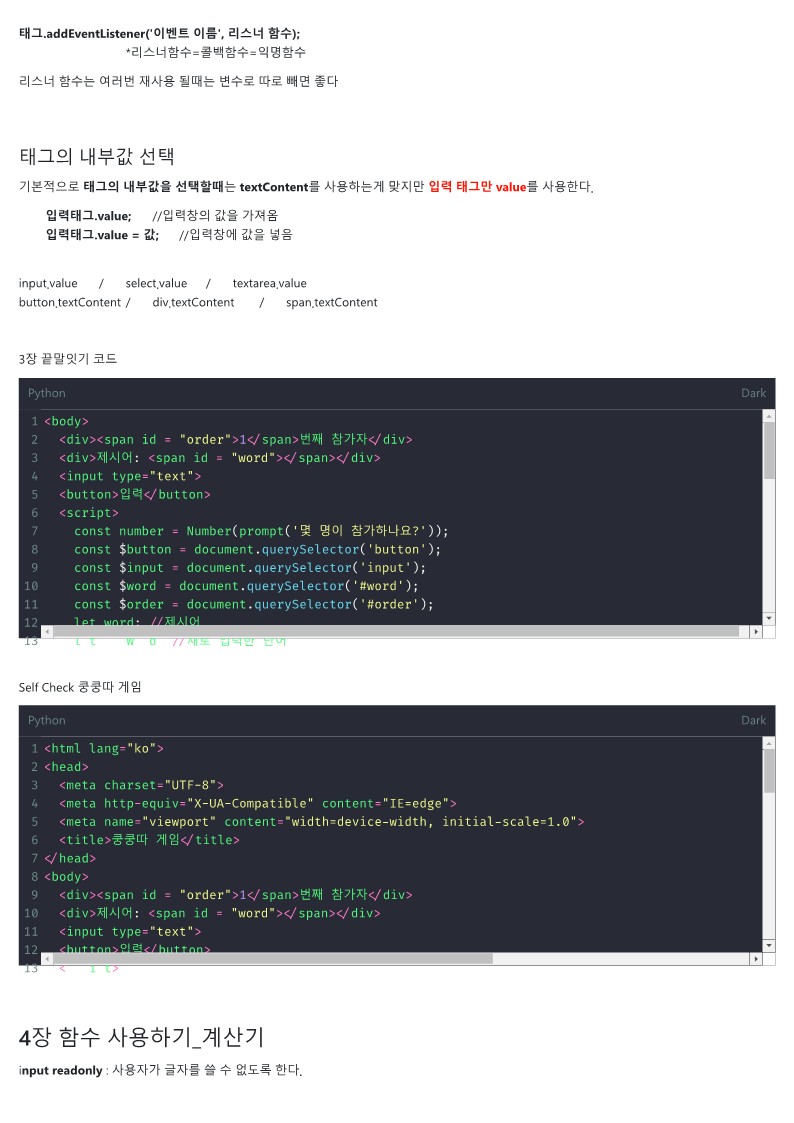 태그.addEventListener('이벤트 이름', 리스너 함수);
*리스너함수=콜백함수=익명함수
리스너 함수는 여러번 재사용 될때는 변수로 따로 빼면 좋다
태그의 내부값 선택
기본적으로 태그의 내부값을 선택할때는 textContent를 사용하는게 맞지만 입력 태그만 value를 사용한다.
입력태그.value; //입력창의 값을 가져옴
입력태그.value = 값; //입력창에 값을 넣음
input.value / select.value / textarea.value
button.textContent / div.textContent / span.textContent
3장 끝말잇기 코드
Python Dark
1 <body>
2 <div><span id = "order">1</span>번째 참가자</div>
3 <div>제시어: <span id = "word"></span></div>
4 <input type="text">
5 <button>입력</button>
6 <script>
7 const number = Number(prompt('몇 명이 참가하나요?'));
8 const $button = document.querySelector('button');
9 const $input = document.querySelector('input');
10 const $word = document.querySelector('#word');
11 const $order = document.querySelector('#order');
12 let word; //제시어
13 //새로 입력한 단어
Self Check 쿵쿵따 게임
Python Dark
1 <html lang="ko">
2 <head>
3 <meta charset="UTF-8">
4 <meta http-equiv="X-UA-Compatible" content="IE=edge">
5 <meta name="viewport" content="width=device-width, initial-scale=1.0">
6 <title>쿵쿵따 게임</title>
7 </head>
8 <body>
9 <div><span id = "order">1</span>번째 참가자</div>
10 <div>제시어: <span id = "word"></span></div>
11 <input type="text">
12 <button>입력</button>
13
4장 함수 사용하기_계산기
input readonly : 사용자가 글자를 쓸 수 없도록 한다.